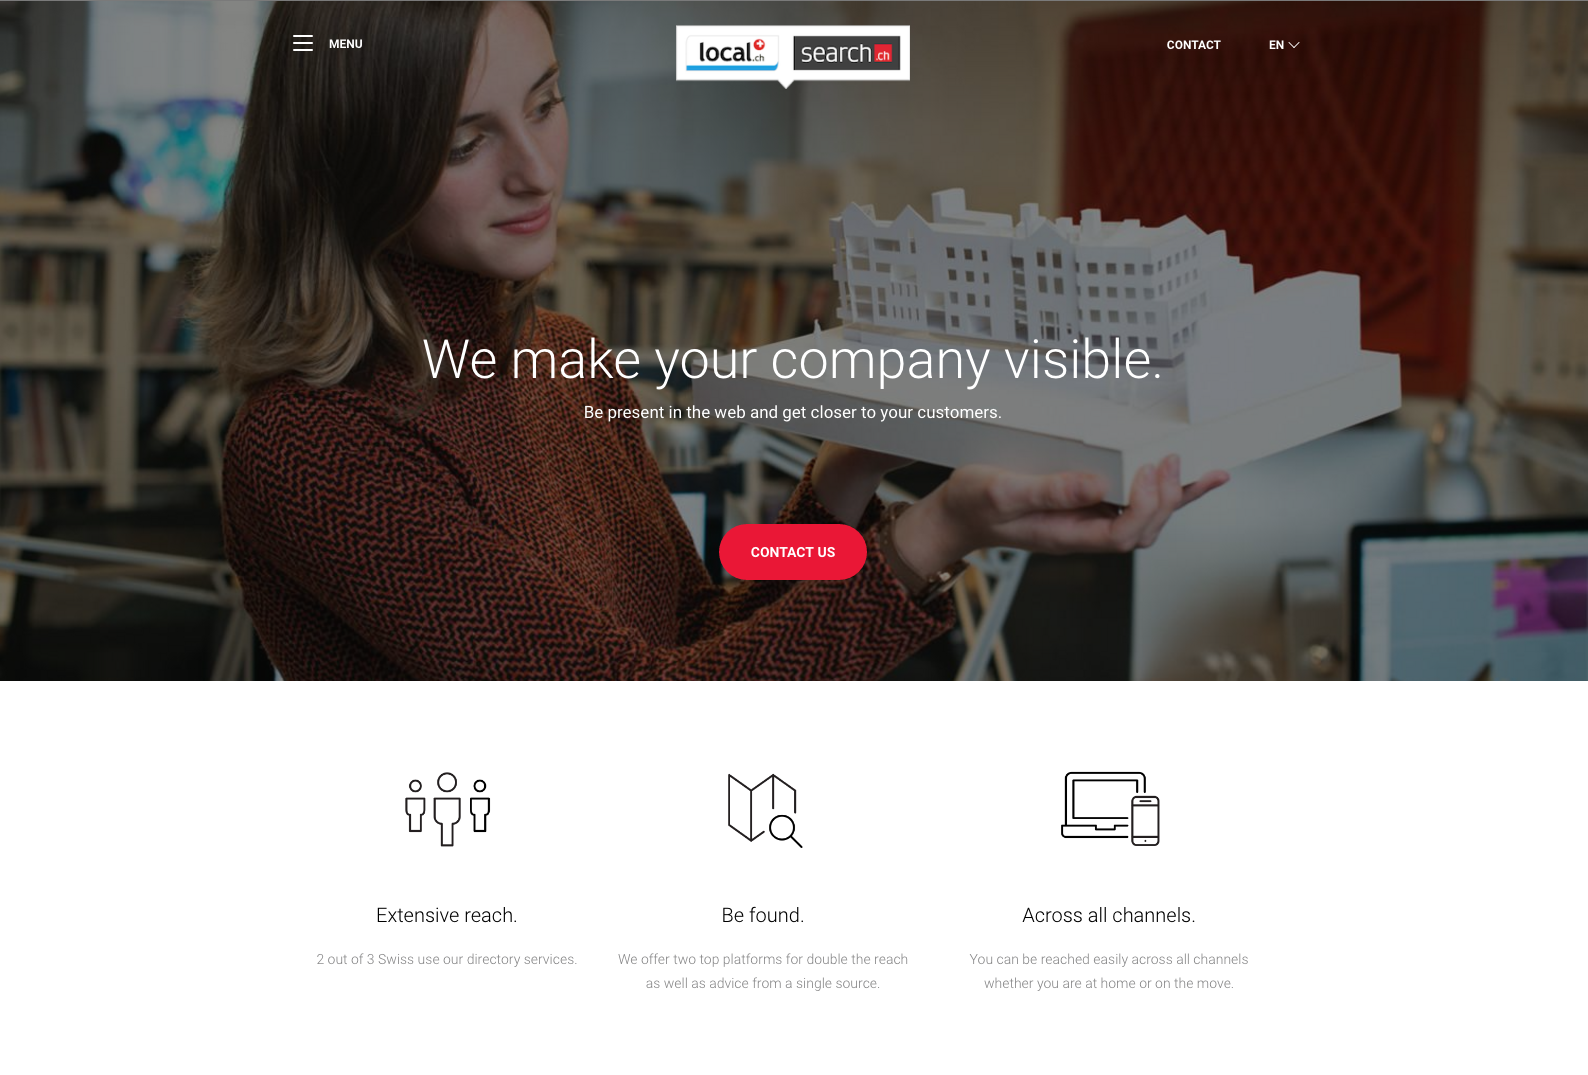 MENU
local.ch
search.ch
CONTACT
EN
We make your company visible.
Be present in the web and get closer to your customers.
CONTACT US
Extensive reach.
2 out of 3 Swiss use our directory services.
Be found.
We offer two top platforms for double the reach
as well as advice from a single source.
Across all channels.
You can be reached easily across all channels
whether you are at home or on the move.